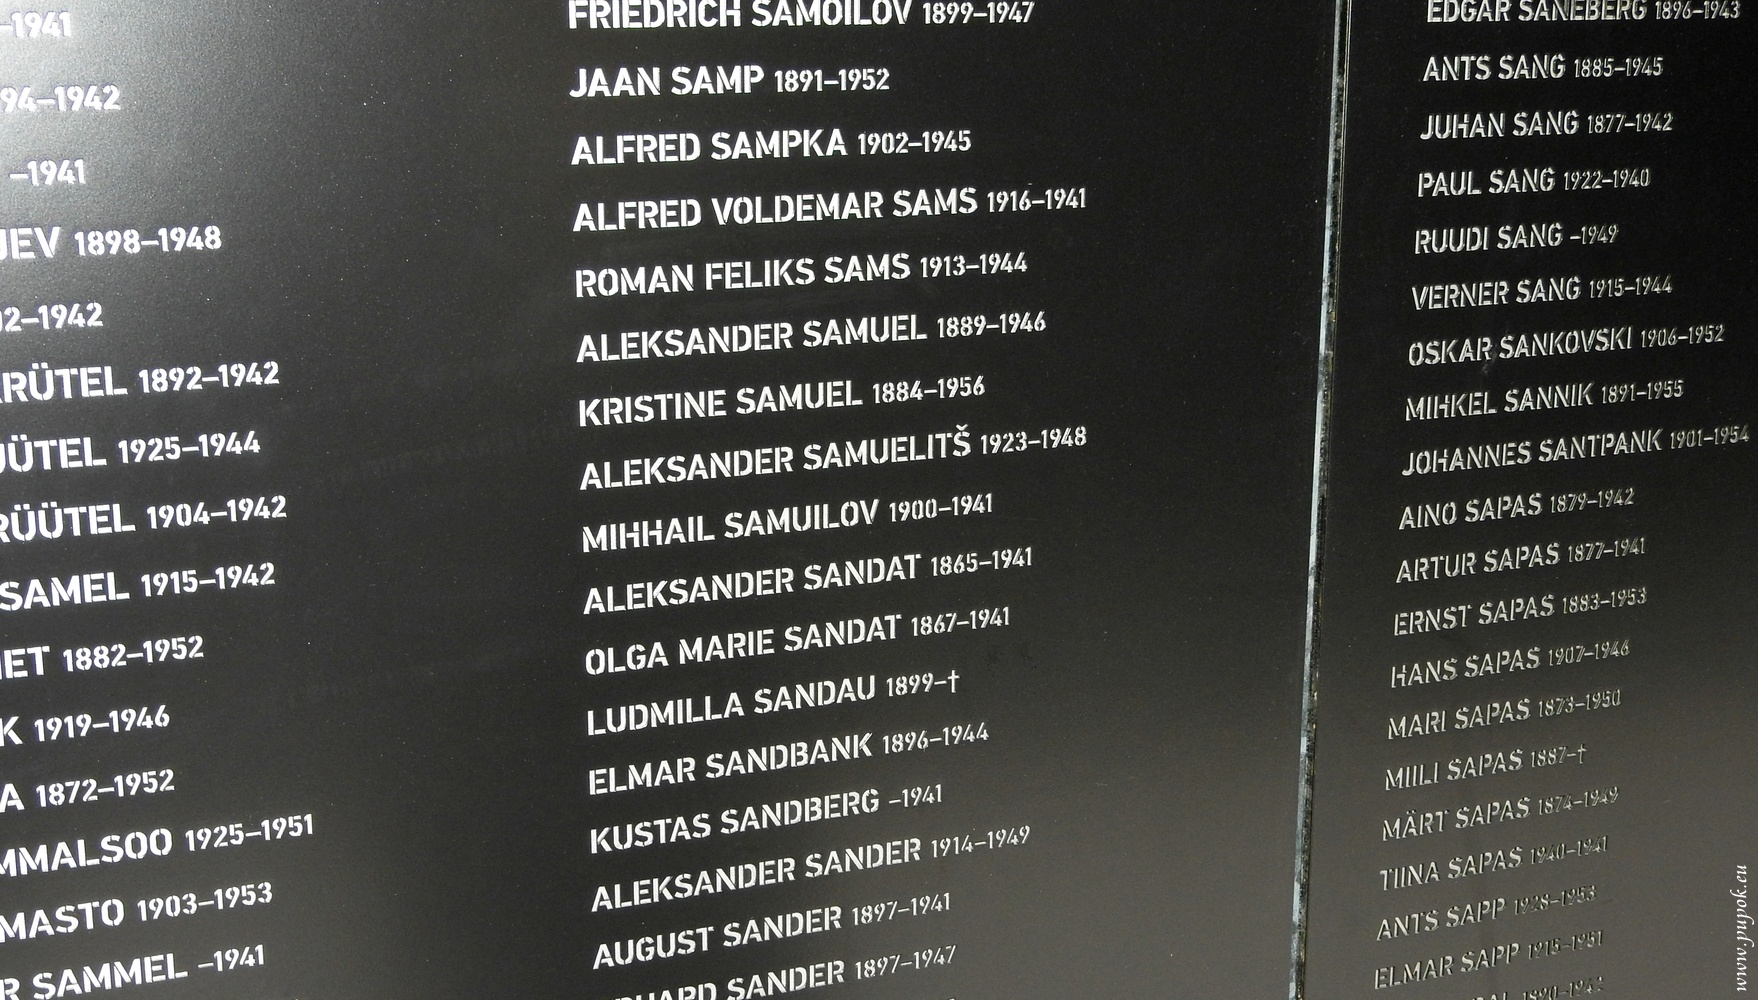 –1941
94–1942
–1941
JEV 1898–1948
02–1942
RÜTEL 1892–1942
ÜÜTEL 1925–1944
RÜÜTEL 1904–1942
SAMEL 1915–1942
ET 1882–1952
K 1919–1946
A 1872–1952
MMALSOO 1925–1951
MASTO 1903–1953
R SAMMEL –1941
FRIEDRICH SAMOILOV 1899–1947
JAAN SAMP 1891–1952
ALFRED SAMPKA 1902–1945
ALFRED VOLDEMAR SAMS 1916–1941
ROMAN FELIKS SAMS 1913–1944
ALEKSANDER SAMUEL 1889–1946
KRISTINE SAMUEL 1884–1956
ALEKSANDER SAMUELITŠ 1923–1948
MIHHAIL SAMUILOV 1900–1941
ALEKSANDER SANDAT 1865–1941
OLGA MARIE SANDAT 1867–1941
LUDMILLA SANDAU 1899–†
ELMAR SANDBANK 1896–1944
KUSTAS SANDBERG –1941
ALEKSANDER SANDER 1914–1949
AUGUST SANDER 1897–1941
SANDER 1897–1947
EDGAR SANEBERG 1896–1943
ANTS SANG 1885–1945
JUHAN SANG 1877–1942
PAUL SANG 1922–1940
RUUDI SANG –1949
VERNER SANG 1915–1944
OSKAR SANKOVSKI 1906–1952
MIHKEL SANNIK 1891–1955
JOHANNES SANTPANK 1901–1954
AINO SAPAS 1879–1942
ARTUR SAPAS 1877–1941
ERNST SAPAS 1883–1953
HANS SAPAS 1907–1946
MARI SAPAS 1873–1950
MIILI SAPAS 1887–†
MÄRT SAPAS 1874–1949
TIINA SAPAS 1940–1941
ANTS SAPP 1928–1953
ELMAR SAPP 1915–1951
www.pupok.eu